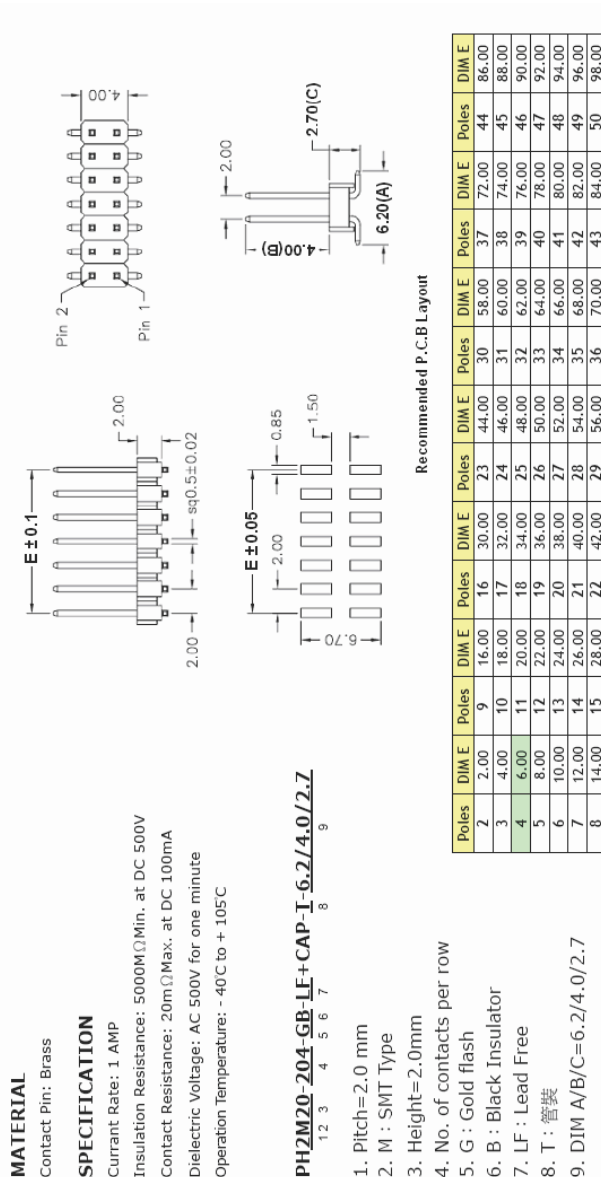 MATERIAL
Contact Pin: Brass
SPECIFICATION
Currant Rate: 1 AMP
Insulation Resistance: 5000MΩMin. at DC 500V
Contact Resistance: 20mΩMax. at DC 100mA
Dielectric Voltage: AC 500V for one minute
Operation Temperature: - 40℃ to + 105℃
PH2M20-204-GB-LF+CAP-T-6.2/4.0/2.7
1 2 3 4 5 6 7 8 9
1. Pitch=2.0 mm
2. M : SMT Type
3. Height=2.0mm
4. No. of contacts per row
5. G : Gold flash
6. B : Black Insulator
7. LF : Lead Free
8. T : 管裝
9. DIM A/B/C=6.2/4.0/2.7
E±0.1
2.00
2.00
sq0.5±0.02
Pin 2
Pin 1
4.00
E±0.05
2.00
0.85
1.50
6.70
2.00
4.00(B)
2.70(C)
6.20(A)
Recommended P.C.B Layout
Poles DIM E Poles DIM E Poles DIM E Poles DIM E Poles DIM E Poles DIM E Poles DIM E
2 2.00 9 16.00 16 30.00 23 44.00 30 58.00 37 72.00 44 86.00
3 4.00 10 18.00 17 32.00 24 46.00 31 60.00 38 74.00 45 88.00
4 6.00 11 20.00 18 34.00 25 48.00 32 62.00 39 76.00 46 90.00
5 8.00 12 22.00 19 36.00 26 50.00 33 64.00 40 78.00 47 92.00
6 10.00 13 24.00 20 38.00 27 52.00 34 66.00 41 80.00 48 94.00
7 12.00 14 26.00 21 40.00 28 54.00 35 68.00 42 82.00 49 96.00
8 14.00 15 28.00 22 42.00 29 56.00 36 70.00 43 84.00 50 98.00